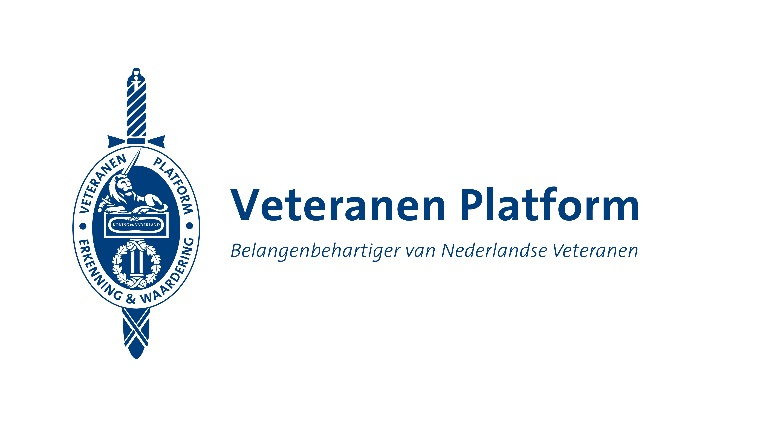 VETERANEN PLATFORM
ERKENNING & WAARDERING
Veteranen Platform
Belangenbehartiger van Nederlandse Veteranen